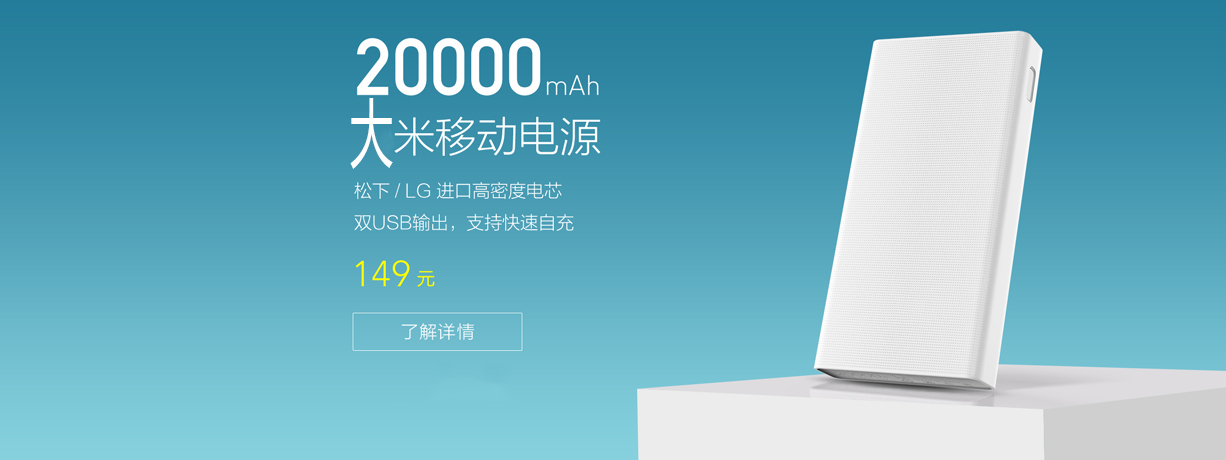 20000mAh
大米移动电源
松下 / LG 进口高密度电芯
双USB输出，支持快速自充
149 元
了解详情